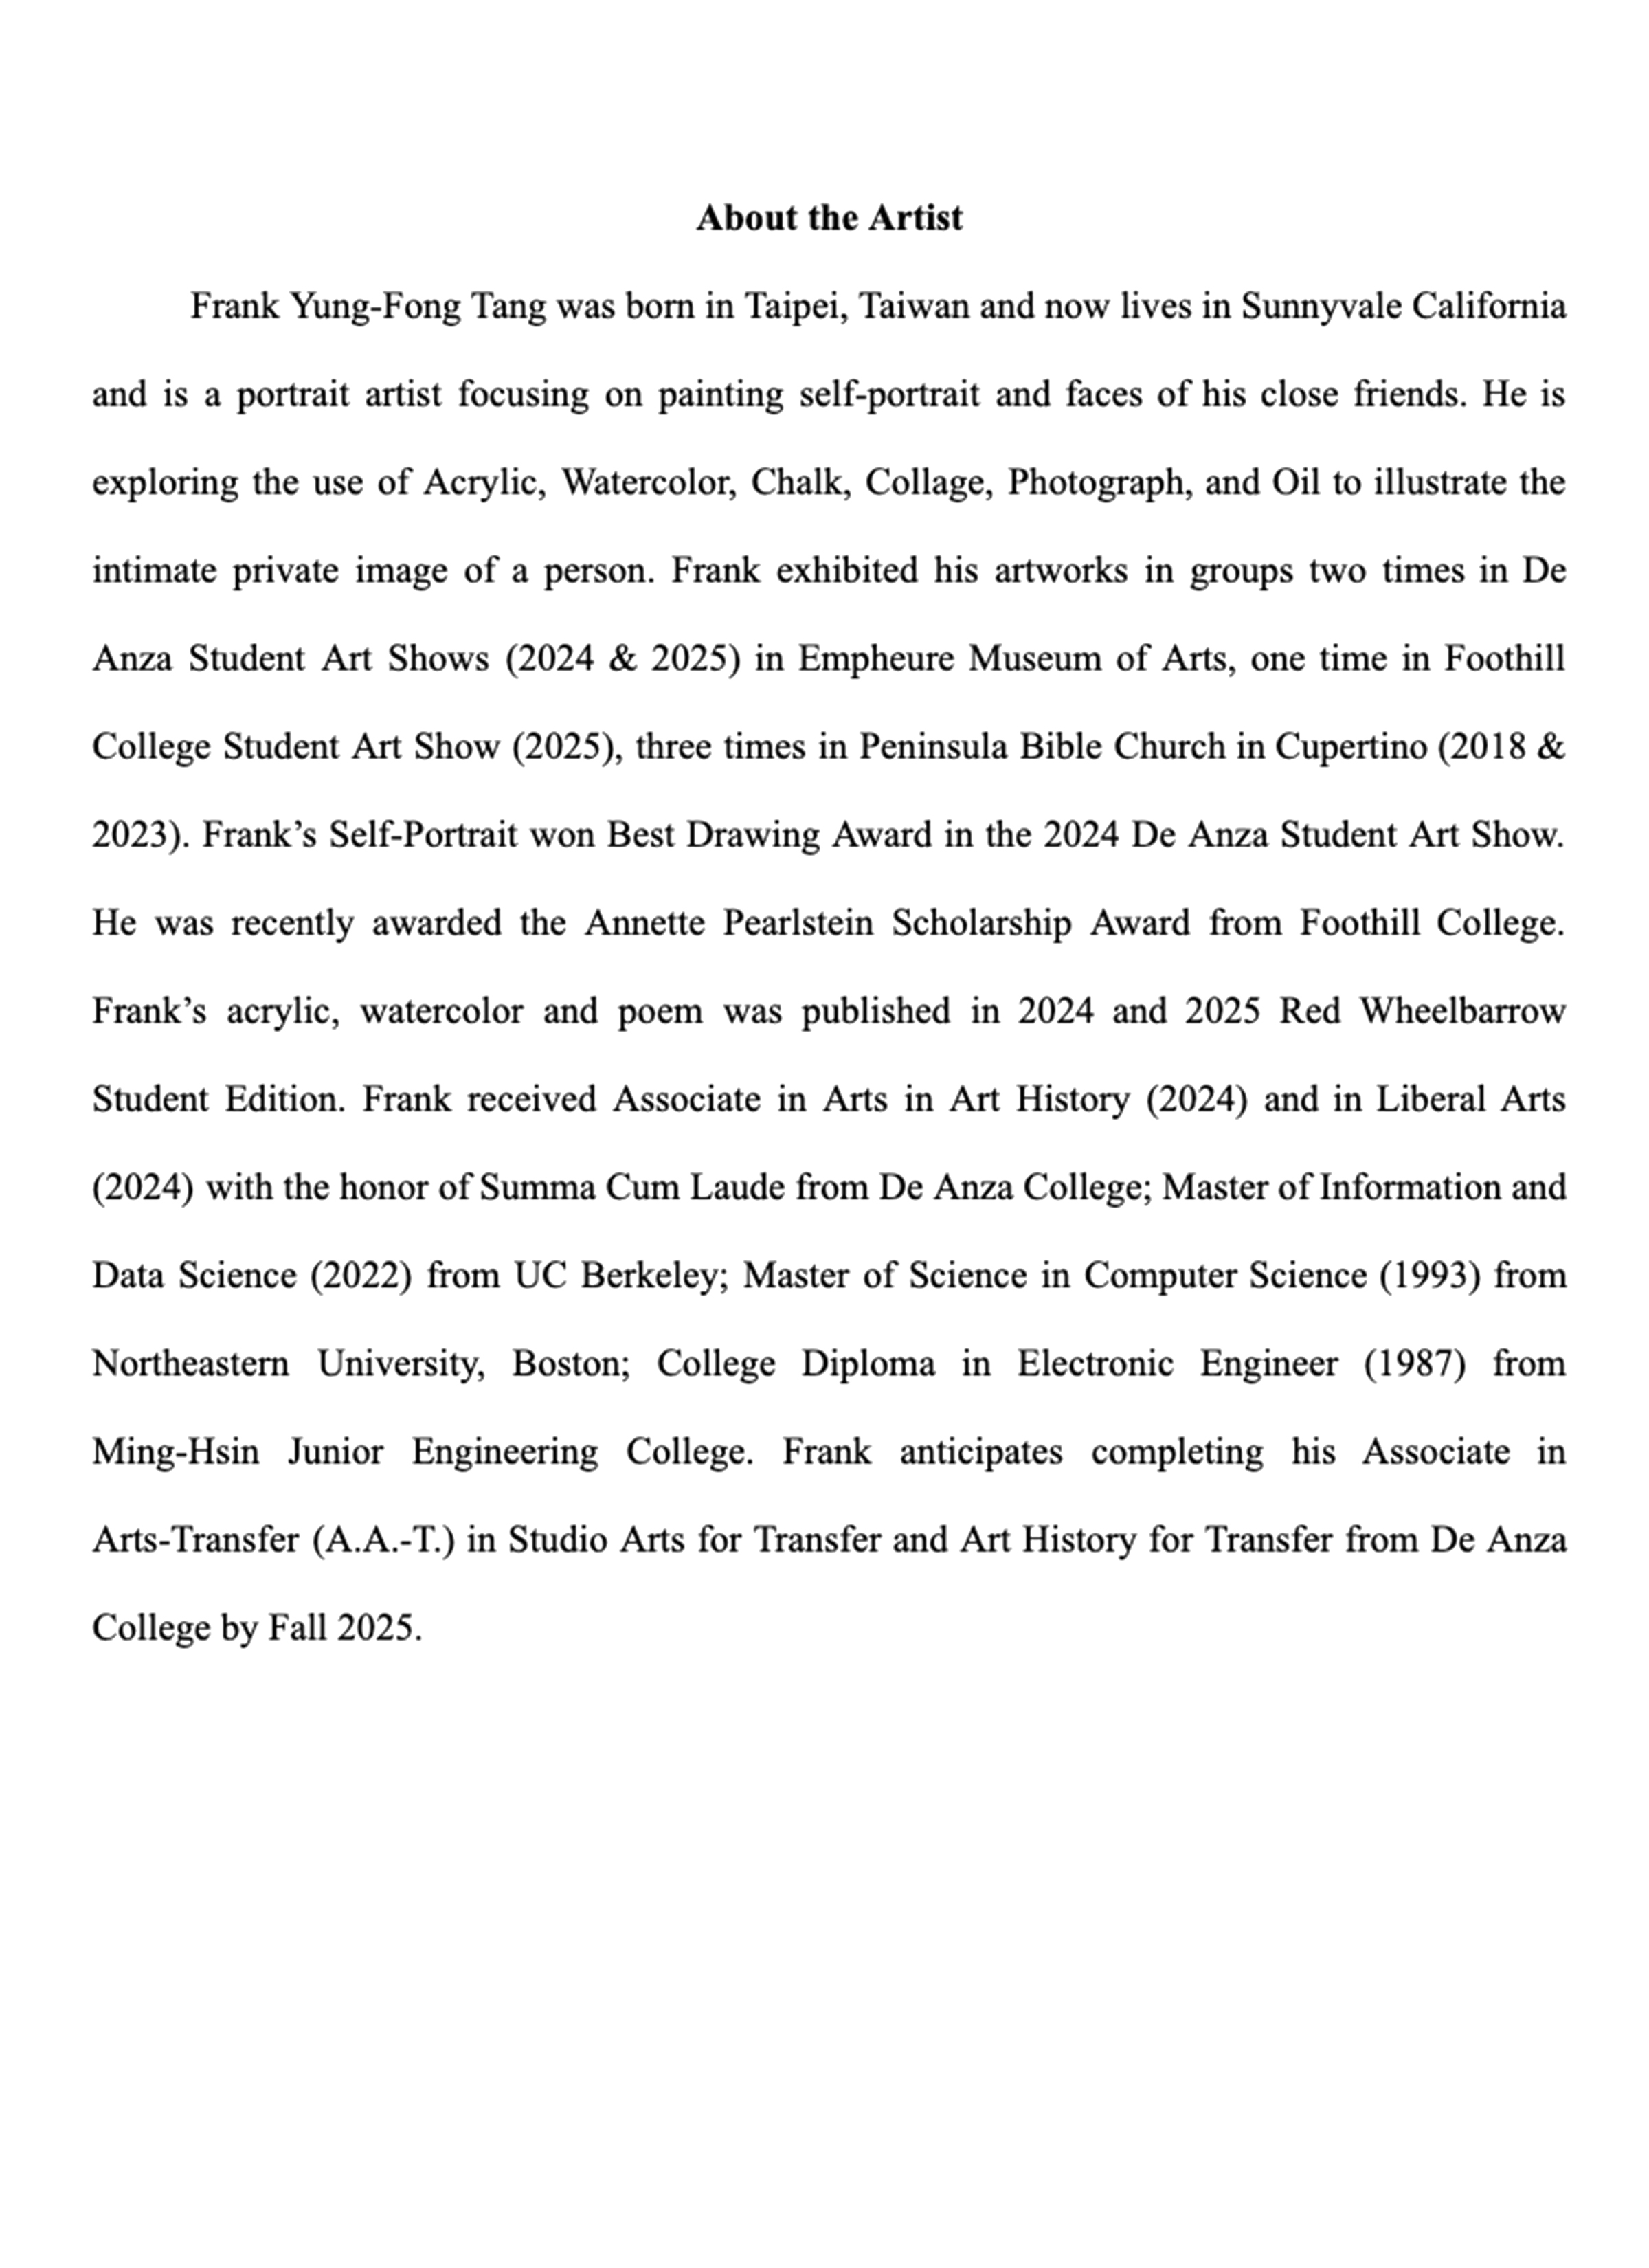 About the Artist
Frank Yung-Fong Tang was born in Taipei, Taiwan and now lives in Sunnyvale California
and is a portrait artist focusing on painting self-portrait and faces of his close friends. He is
exploring the use of Acrylic, Watercolor, Chalk, Collage, Photograph, and Oil to illustrate the
intimate private image of a person. Frank exhibited his artworks in groups two times in De
Anza Student Art Shows (2024 & 2025) in Empheure Museum of Arts, one time in Foothill
College Student Art Show (2025), three times in Peninsula Bible Church in Cupertino (2018 &
2023). Frank’s Self-Portrait won Best Drawing Award in the 2024 De Anza Student Art Show.
He was recently awarded the Annette Pearlstein Scholarship Award from Foothill College.
Frank’s acrylic, watercolor and poem was published in 2024 and 2025 Red Wheelbarrow
Student Edition. Frank received Associate in Arts in Art History (2024) and in Liberal Arts
(2024) with the honor of Summa Cum Laude from De Anza College; Master of Information and
Data Science (2022) from UC Berkeley; Master of Science in Computer Science (1993) from
Northeastern University, Boston; College Diploma in Electronic Engineer (1987) from
Ming-Hsin Junior Engineering College. Frank anticipates completing his Associate in
Arts-Transfer (A.A.-T.) in Studio Arts for Transfer and Art History for Transfer from De Anza
College by Fall 2025.